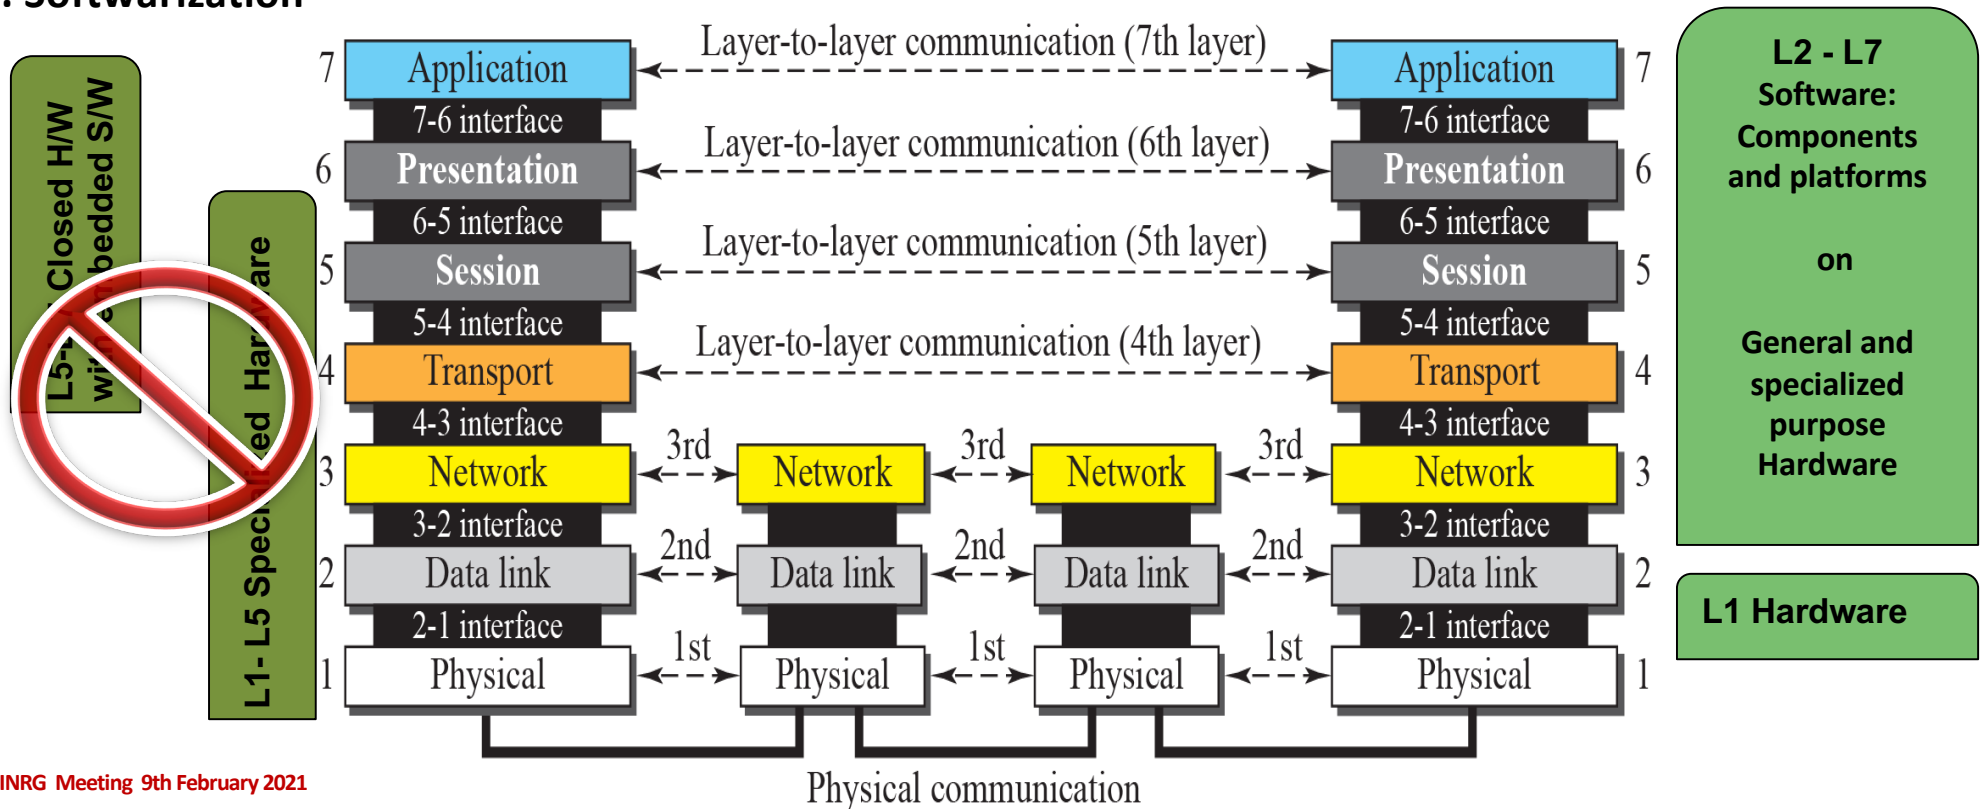 : Softwarization
L5-L7 Closed H/W
with embedded S/W
L1- L5 Specialized Hardware
7 Application
7-6 interface
6 Presentation
6-5 interface
5 Session
5-4 interface
4 Transport
4-3 interface
3 Network
3-2 interface
2 Data link
2-1 interface
1 Physical
Layer-to-layer communication (7th layer)
Layer-to-layer communication (6th layer)
Layer-to-layer communication (5th layer)
Layer-to-layer communication (4th layer)
3rd 3rd 3rd
Network Network
2nd 2nd 2nd
Data link Data link
1st 1st 1st
Physical Physical
Physical communication
Application 7
7-6 interface
Presentation 6
6-5 interface
Session 5
5-4 interface
Transport 4
4-3 interface
Network 3
3-2 interface
Data link 2
2-1 interface
Physical 1
L2 - L7
Software:
Components
and platforms
on
General and
specialized
purpose
Hardware
L1 Hardware
INRG Meeting 9th February 2021